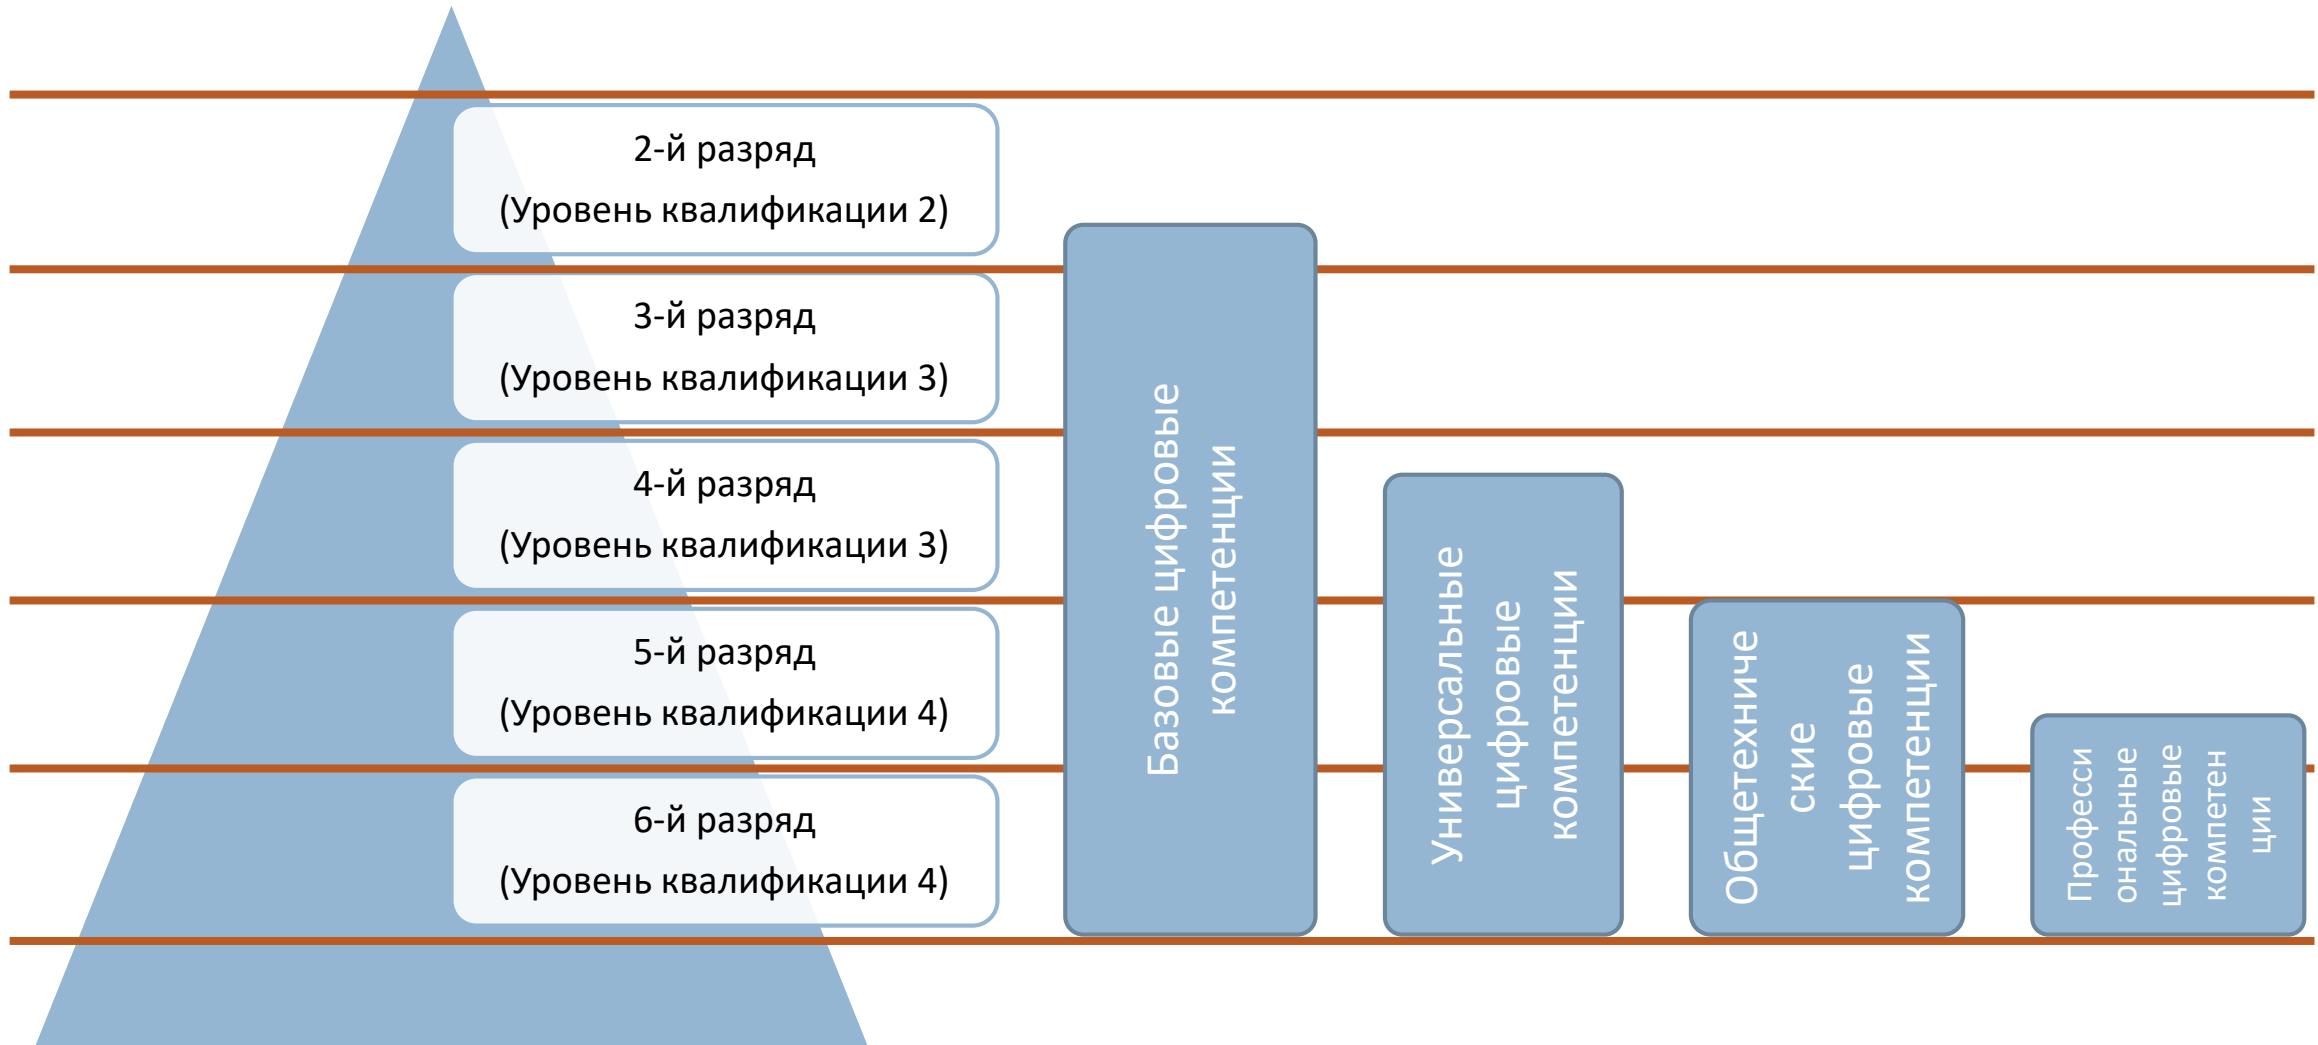 2-й разряд
(Уровень квалификации 2)
3-й разряд
(Уровень квалификации 3)
4-й разряд
(Уровень квалификации 3)
5-й разряд
(Уровень квалификации 4)
6-й разряд
(Уровень квалификации 4)
Базовые цифровые
компетенции
Универсальные
цифровые
компетенции
Общетехниче
ские
цифровые
компетенции
Професси
ональные
цифровые
компетен
ции